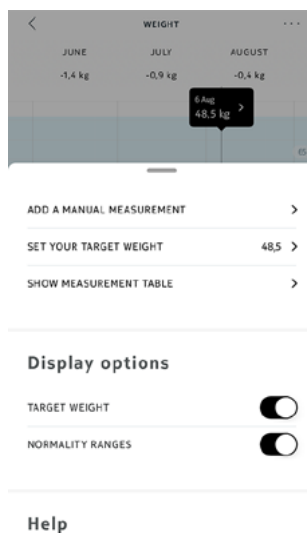 WEIGHT
JUNE JULY AUGUST
-1,4 kg -0,9 kg -0,4 kg
6 Aug
48,5 kg
65
ADD A MANUAL MEASUREMENT
SET YOUR TARGET WEIGHT 48,5
SHOW MEASUREMENT TABLE
Display options
TARGET WEIGHT
NORMALITY RANGES
Help